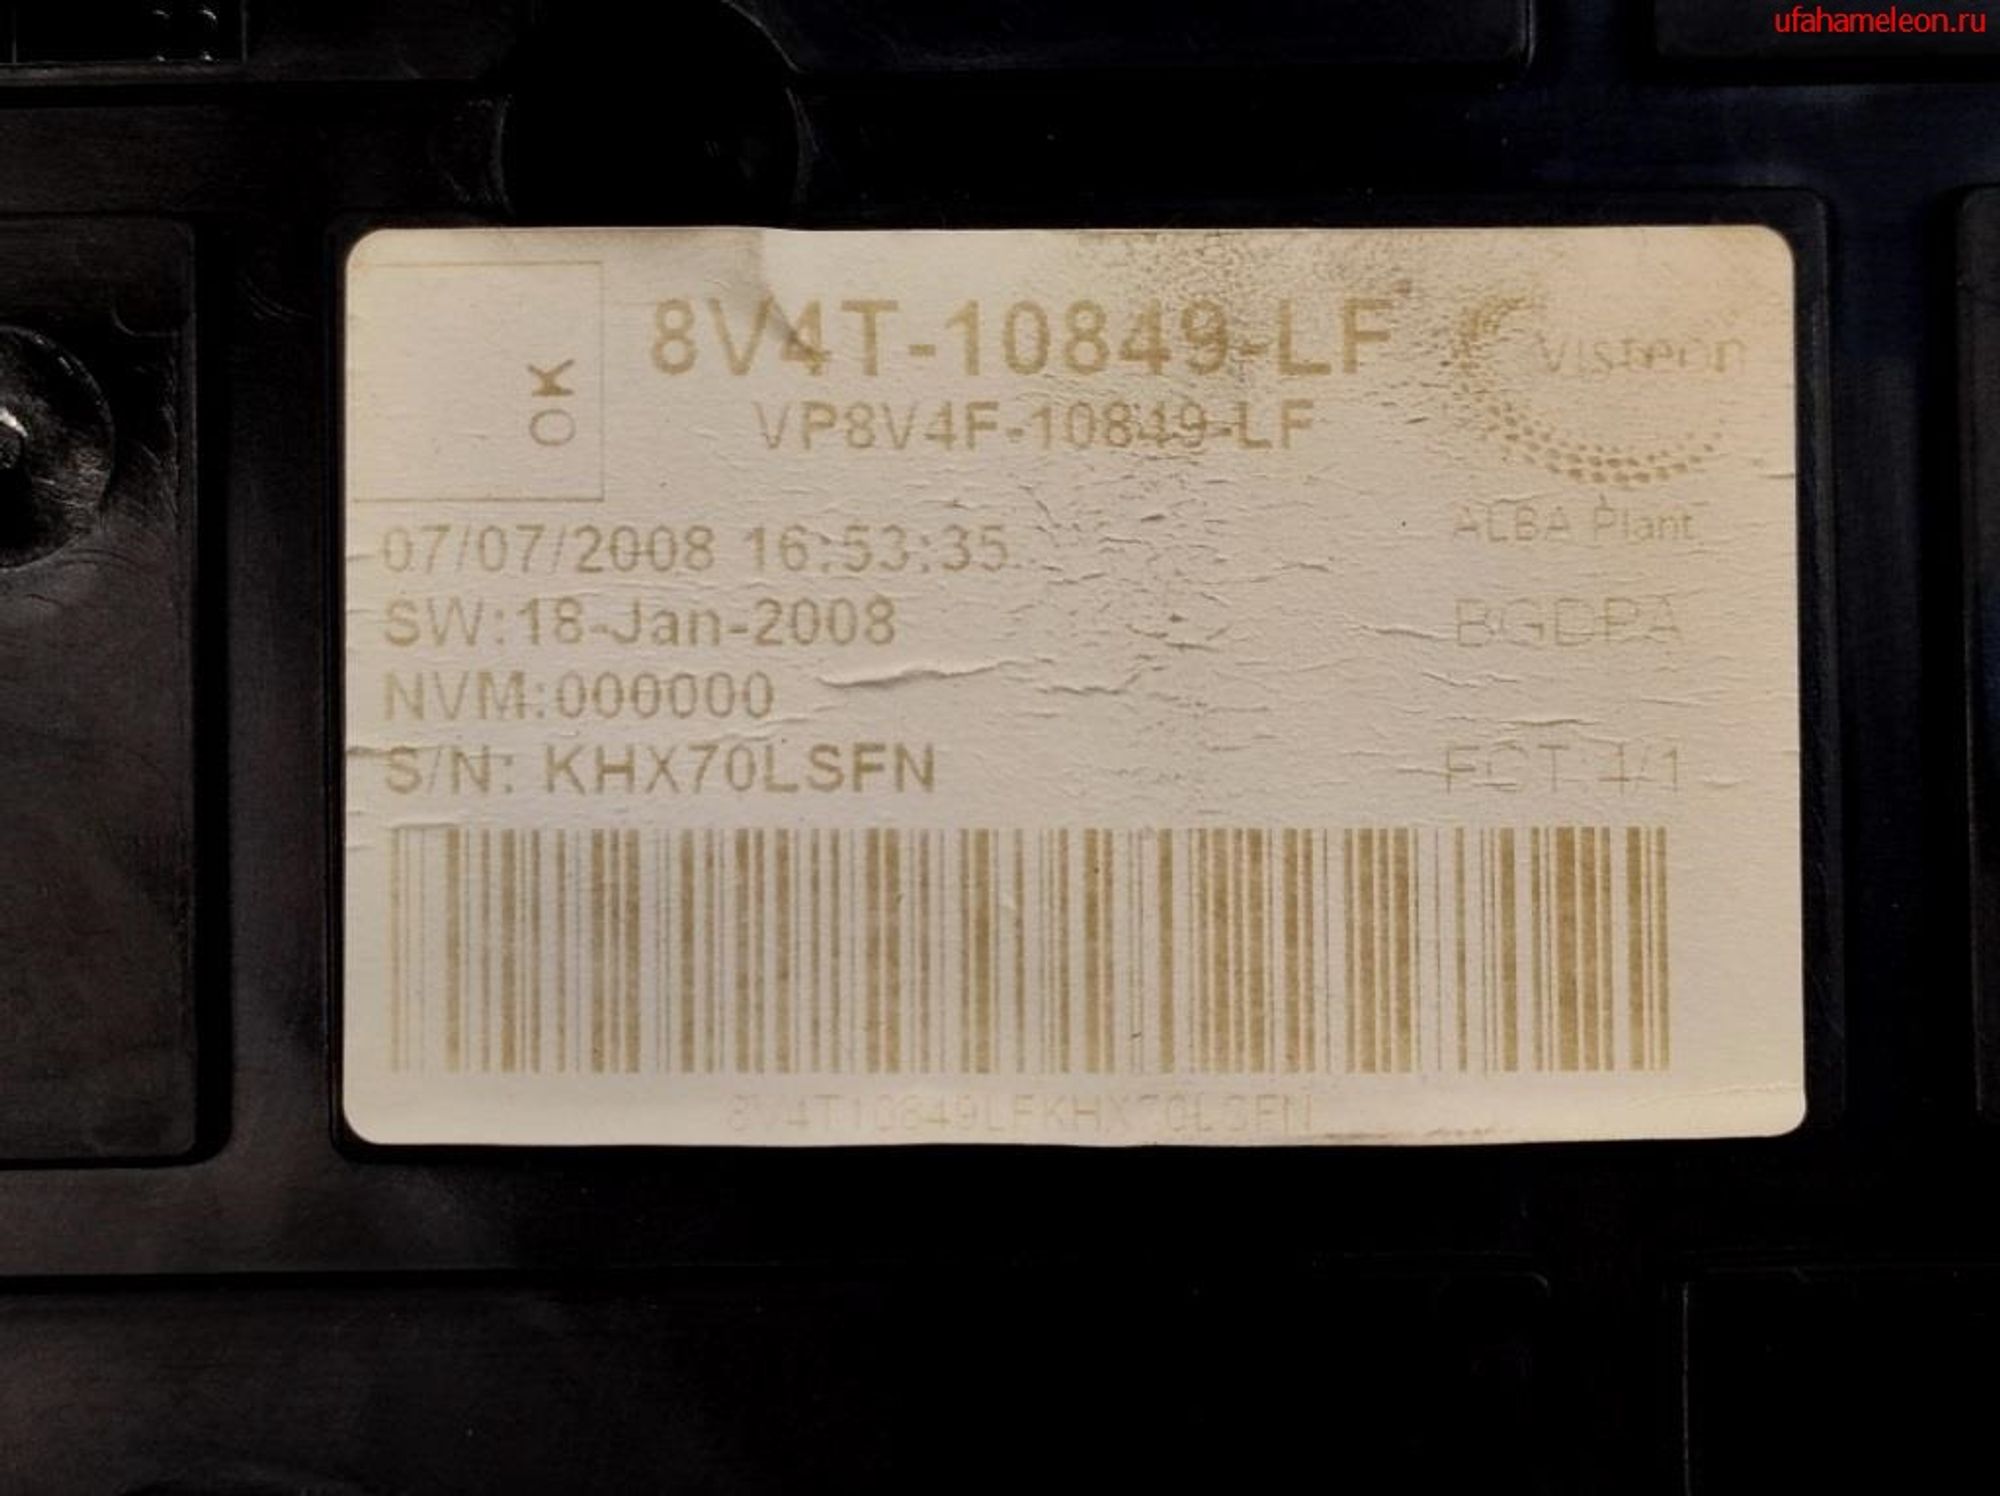 ufahameleon.ru
OK
8V4T-10849-LF
VP8V4F-10849-LF
Visteon
ALBA Plant
07/07/2008 16:53:35
SW:18-Jan-2008
BGDPA
NVM:000000
S/N: KHX70LSFN
FCT:4/1
8V4T10849LFKHX70LSFN